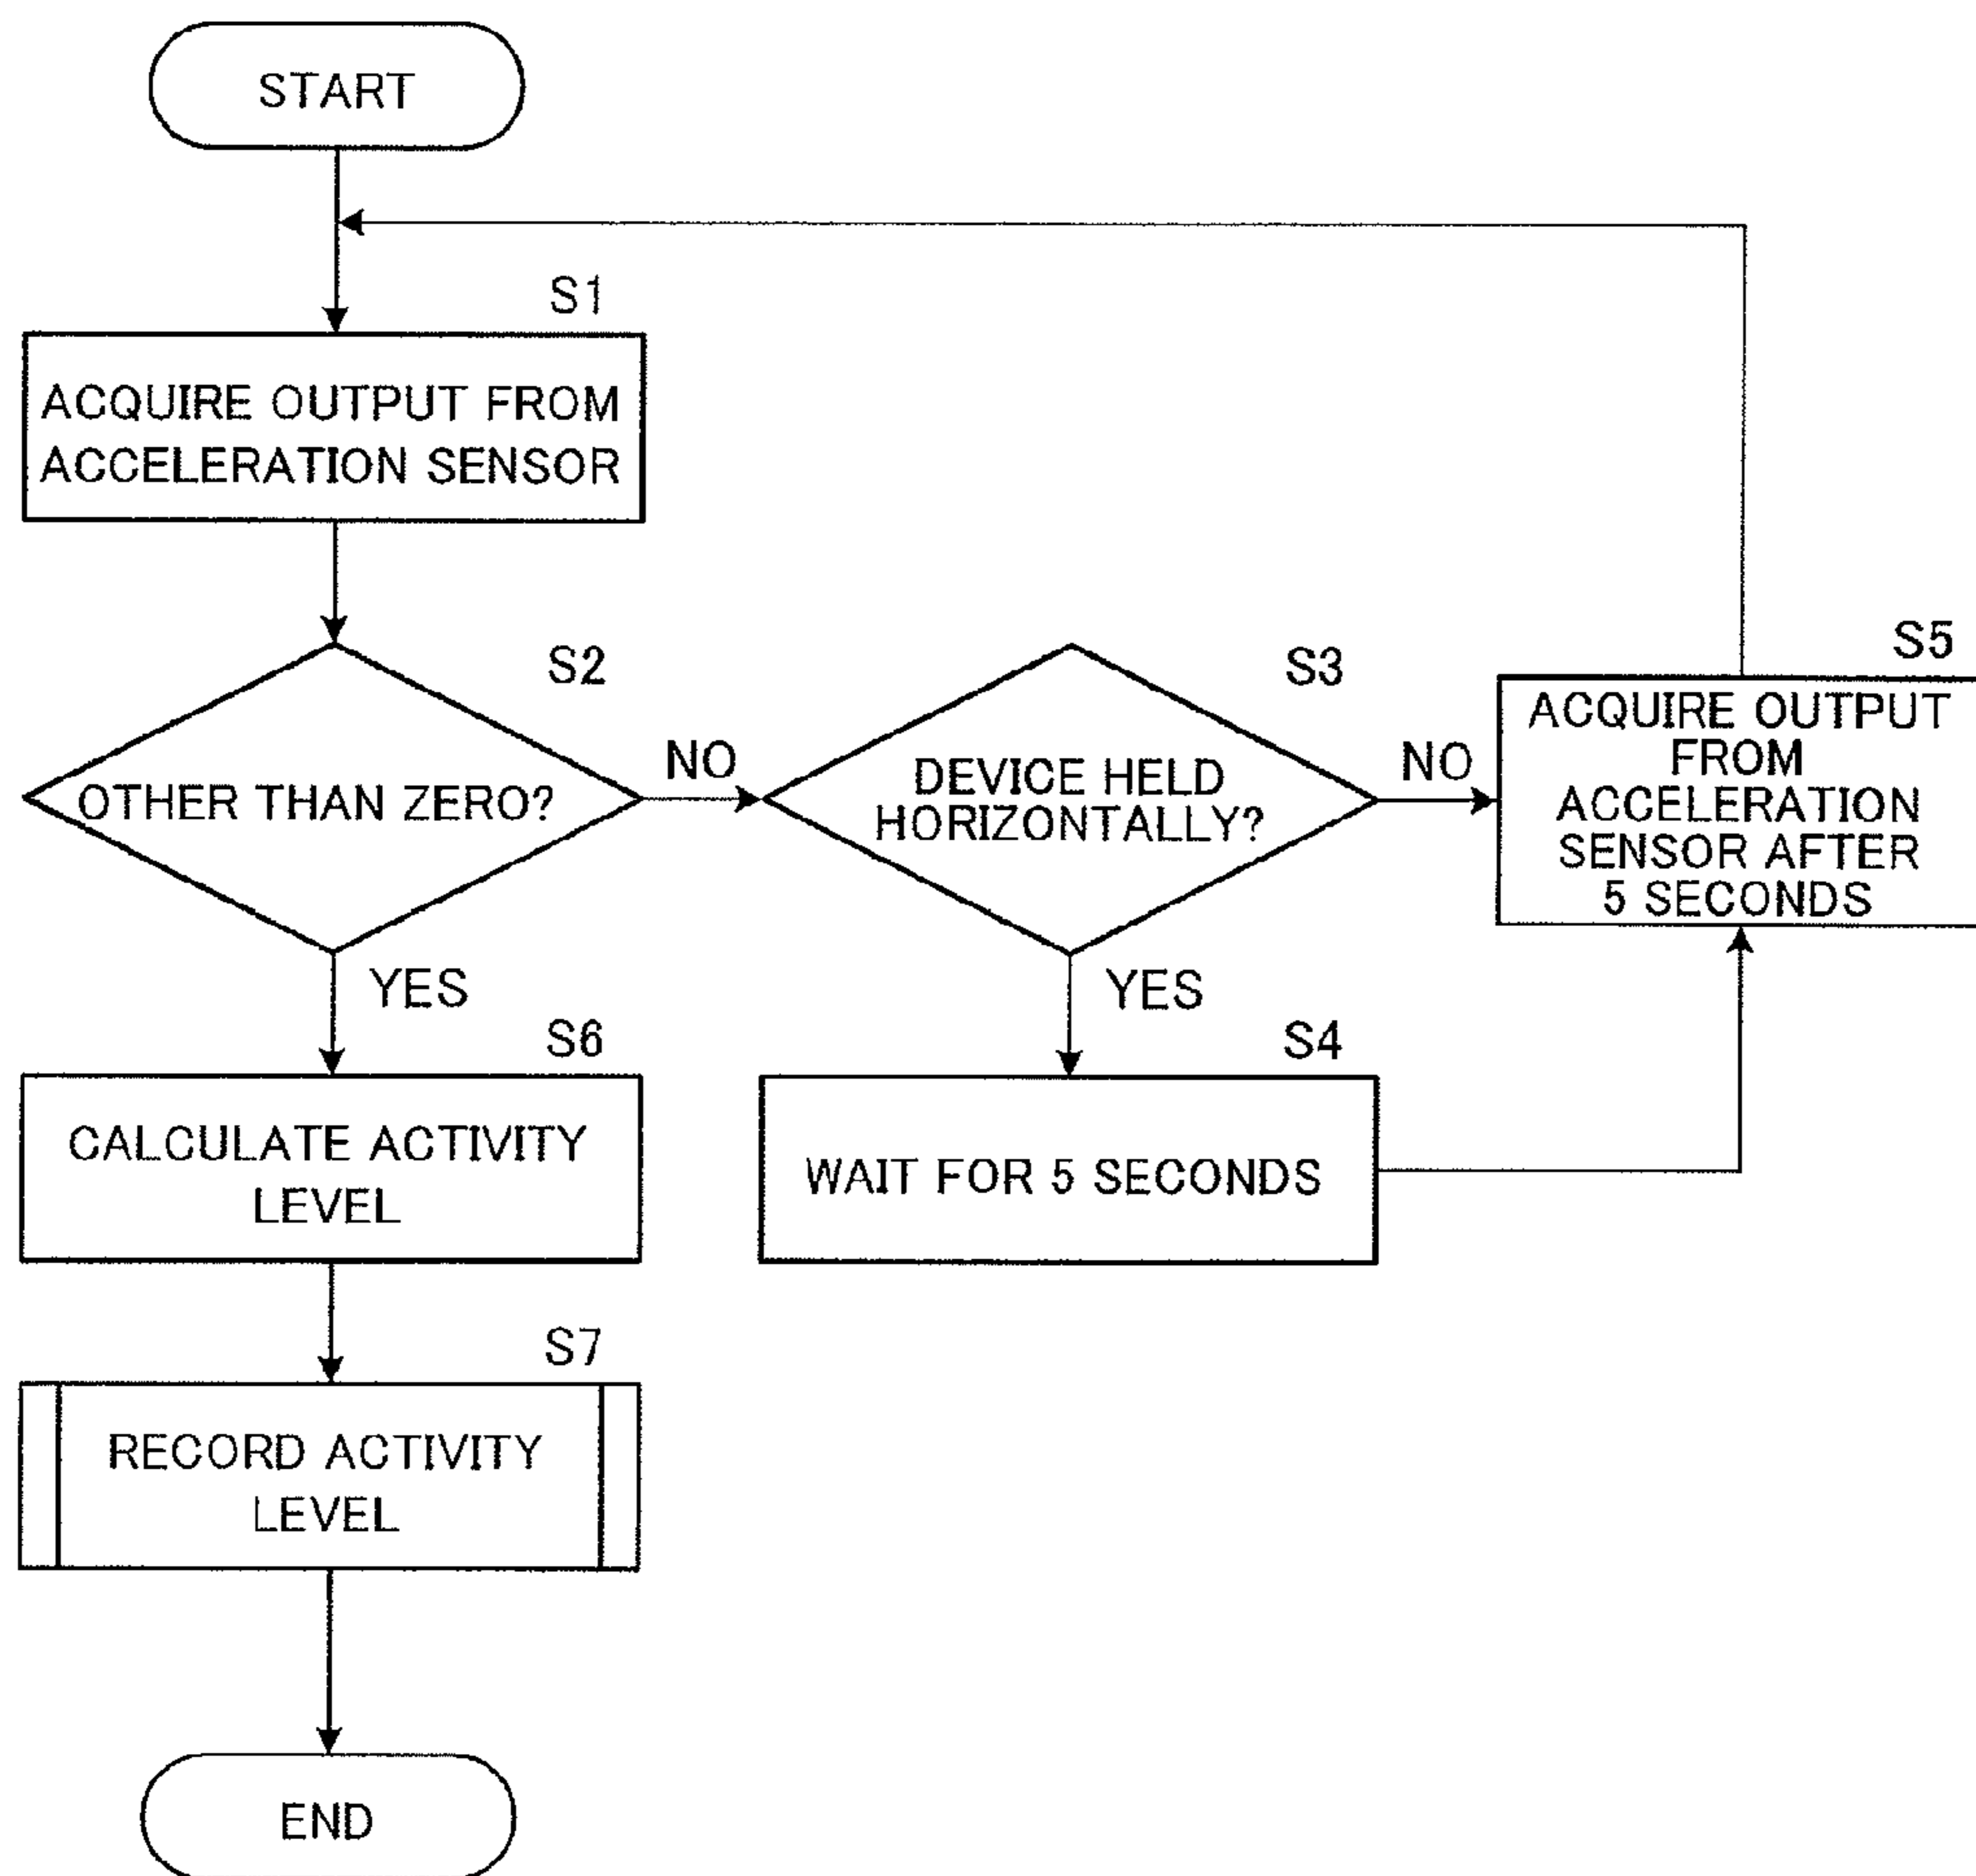 START
S1
ACQUIRE OUTPUT FROM
ACCELERATION SENSOR
S2
OTHER THAN ZERO?
NO
YES
S3
DEVICE HELD
HORIZONTALLY?
NO
YES
S5
ACQUIRE OUTPUT
FROM
ACCELERATION
SENSOR AFTER
5 SECONDS
S4
WAIT FOR 5 SECONDS
S6
CALCULATE ACTIVITY
LEVEL
S7
RECORD ACTIVITY
LEVEL
END